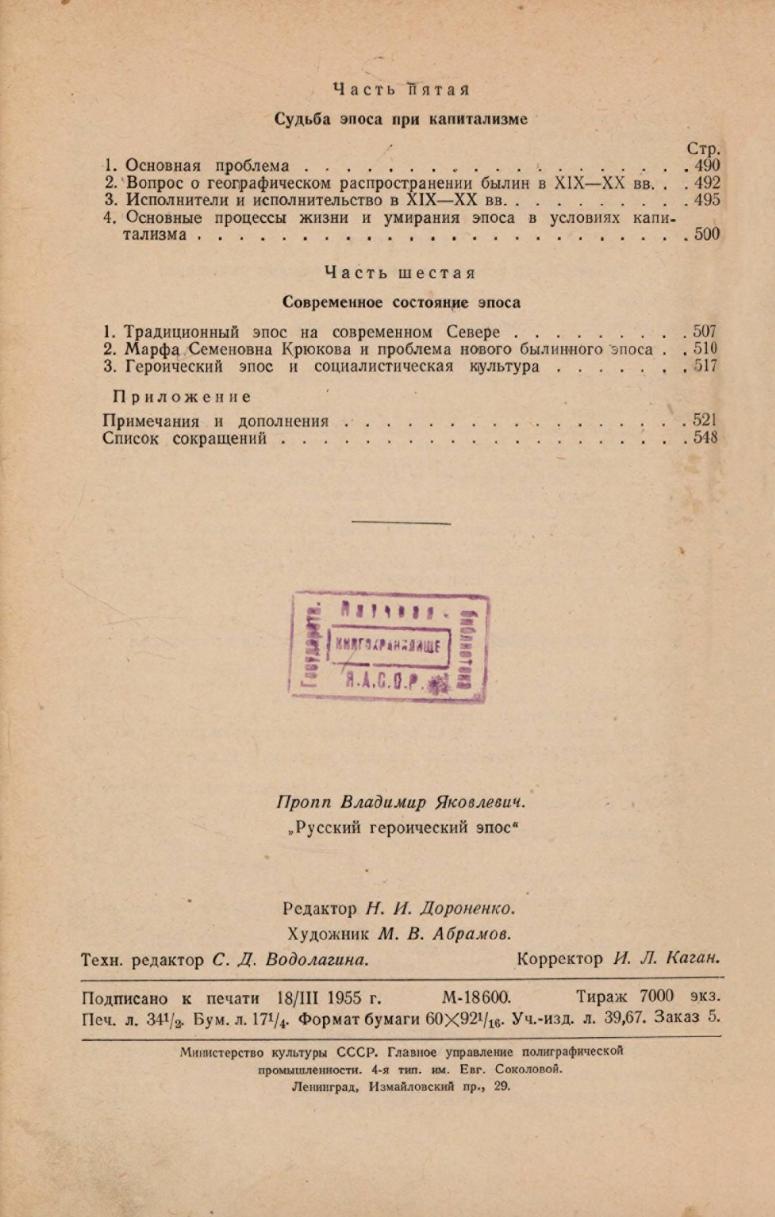 Часть пятая
Судьба эпоса при капитализме
Стр.
1. Основная проблема . . . . . . . . . . . . . . . . . . 490
2. Вопрос о географическом распространении былин в XIX—XX вв. . . 492
3. Исполнители и исполнительство в XIX—XX вв. . . . . . . . . . 495
4. Основные процессы жизни и умирания эпоса в условиях капи-
тализма . . . . . . . . . . . . . . . . . . . . . . . 500
Часть шестая
Современное состояние эпоса
1. Традиционный эпос на современном Севере . . . . . . . . . 507
2. Марфа Семеновна Крюкова и проблема нового былинного эпоса . . 510
3. Героический эпос и социалистическая культура . . . . . . . 517
Приложение
Примечания и дополнения . . . . . . . . . . . . . . . . 521
Список сокращений . . . . . . . . . . . . . . . . . . . 548
Государств. Научная библиотека
КНИГОХРАНИЛИЩЕ
Я.А.С.С.Р.
Пропп Владимир Яковлевич.
„Русский героический эпос“
Редактор Н. И. Дороненко.
Художник М. В. Абрамов.
Техн. редактор С. Д. Водолагина. Корректор И. Л. Каган.
Подписано к печати 18/III 1955 г. М-18600. Тираж 7000 экз.
Печ. л. 34¹/₂. Бум. л. 17¹/₄. Формат бумаги 60×92¹/₁₆. Уч.-изд. л. 39,67. Заказ 5.
Министерство культуры СССР. Главное управление полиграфической
промышленности. 4-я тип. им. Евг. Соколовой.
Ленинград, Измайловский пр., 29.